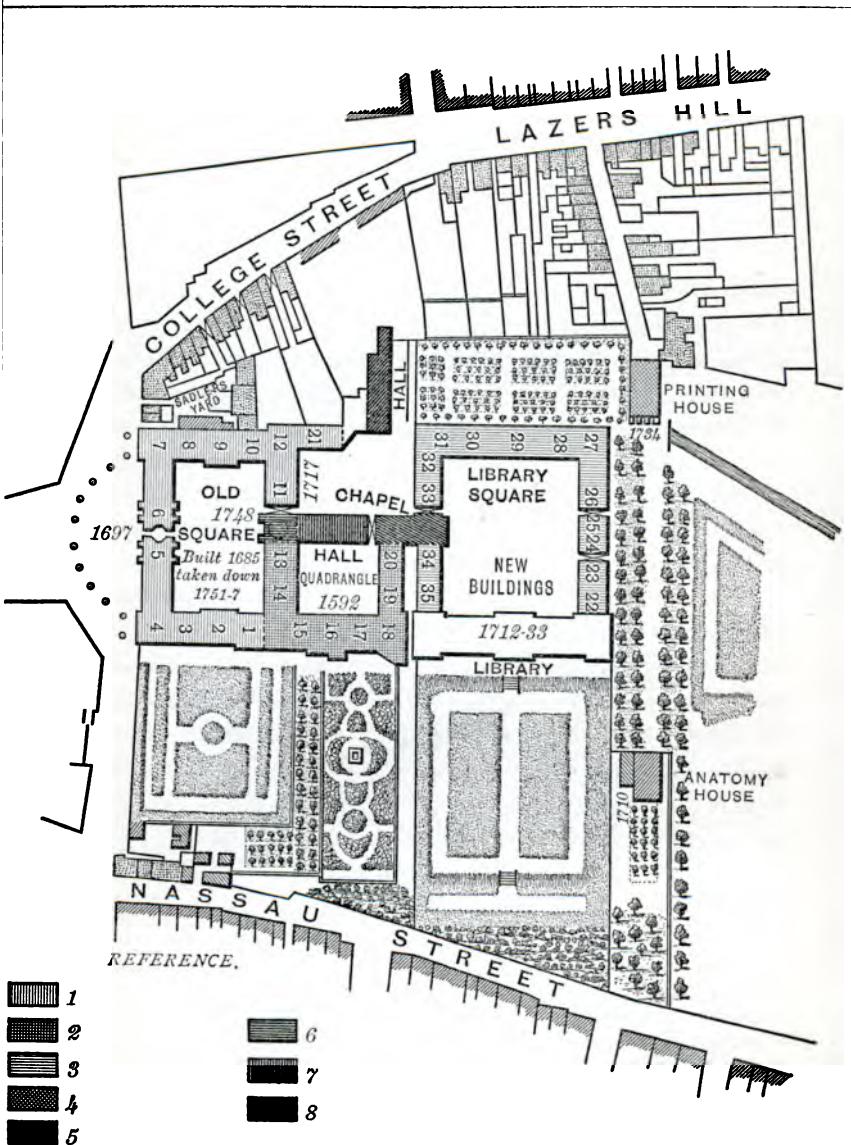 LAZERS HILL
COLLEGE STREET
SADLERS
YARD
HALL
PRINTING
HOUSE
1734
7
8
9
10
12
21
11
1717
6
5
1697
OLD
1748
SQUARE
Built 1685
taken down
1751-7
4
3
2
1
CHAPEL
HALL
QUADRANGLE
1592
13
14
15
16
17
18
19
20
31
30
29
28
27
32
33
34
35
26
25
24
23
22
LIBRARY
SQUARE
NEW
BUILDINGS
1712-33
LIBRARY
ANATOMY
HOUSE
1710
NASSAU STREET
REFERENCE.
1
2
3
4
5
6
7
8